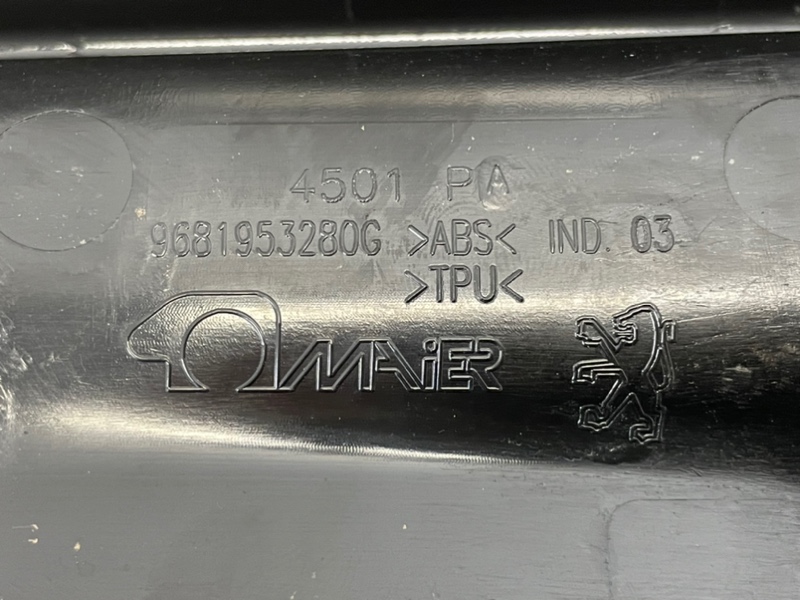 4501 PA
9681953280G >ABS< IND. 03
>TPU<
MAiER